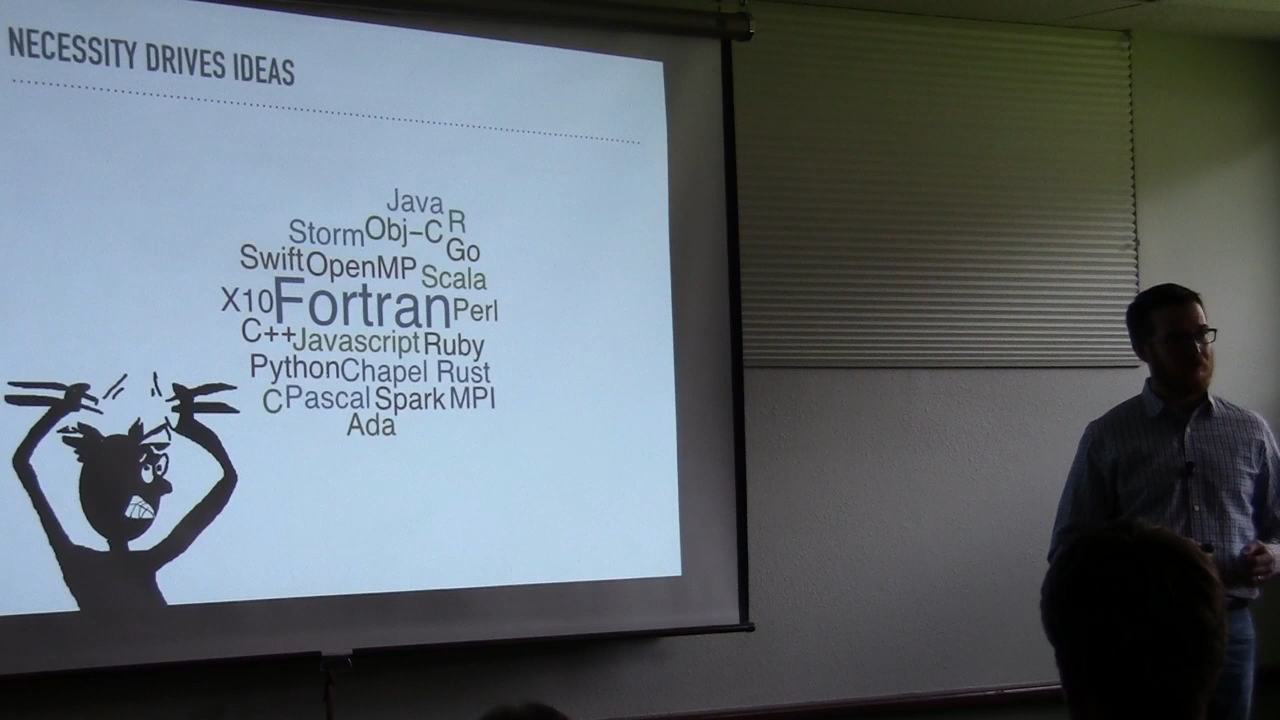 NECESSITY DRIVES IDEAS
Java
Storm Obj-C R
Go
Swift OpenMP Scala
X10 Fortran Perl
C++ Javascript Ruby
Python Chapel Rust
C Pascal Spark MPI
Ada